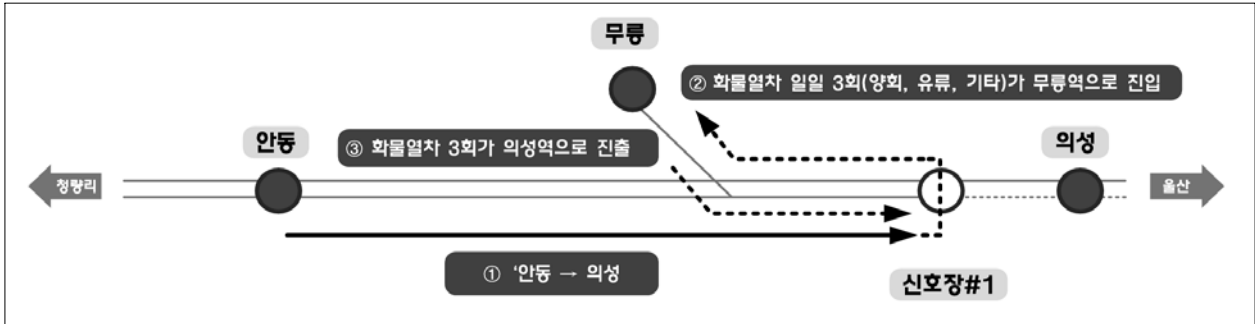 무릉
② 화물열차 일일 3회(양회, 유류, 기타)가 무릉역으로 진입
안동
③ 화물열차 3회가 의성역으로 진출
의성
청량리
울산
① '안동 → 의성
신호장#1